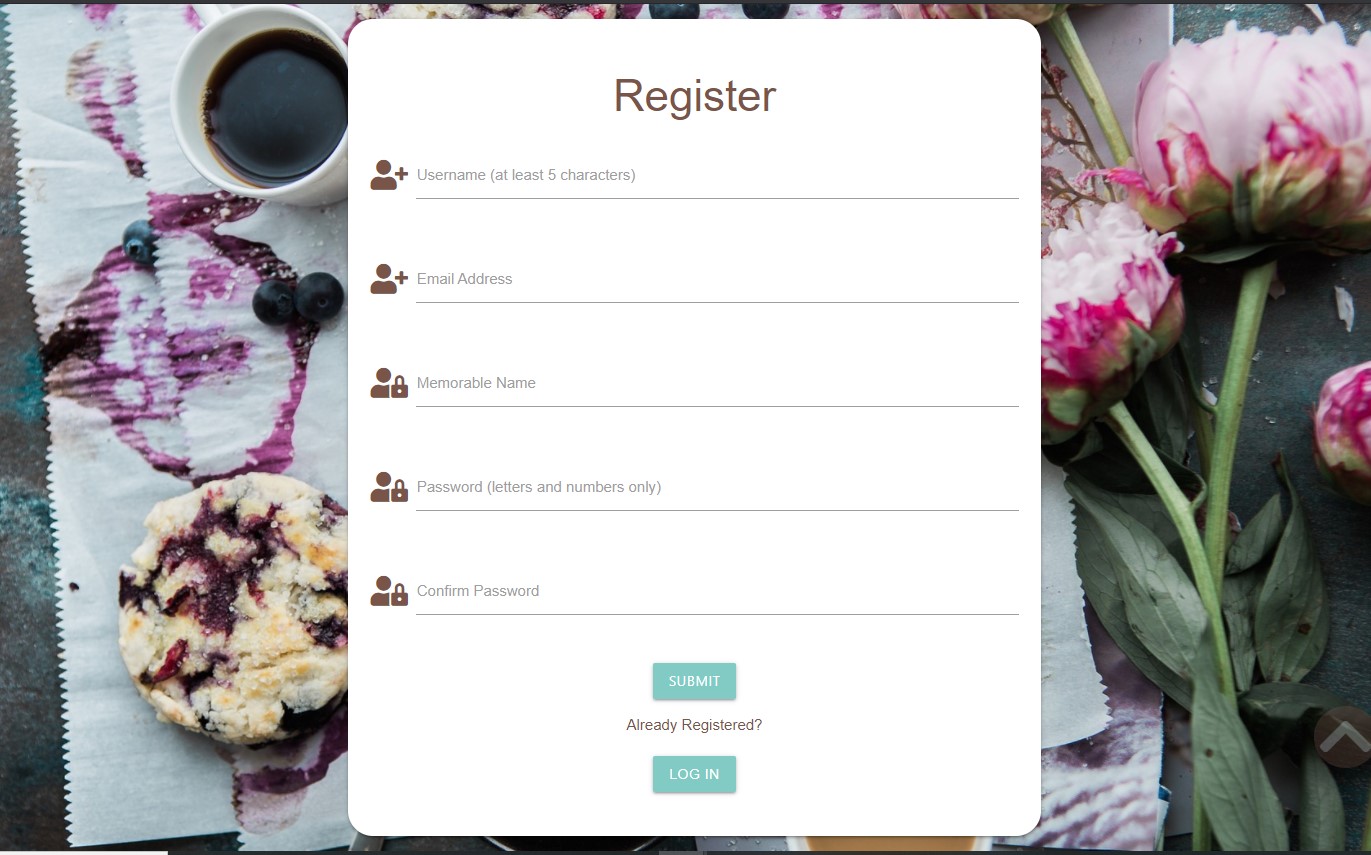 Register
Username (at least 5 characters)
Email Address
Memorable Name
Password (letters and numbers only)
Confirm Password
SUBMIT
Already Registered?
LOG IN